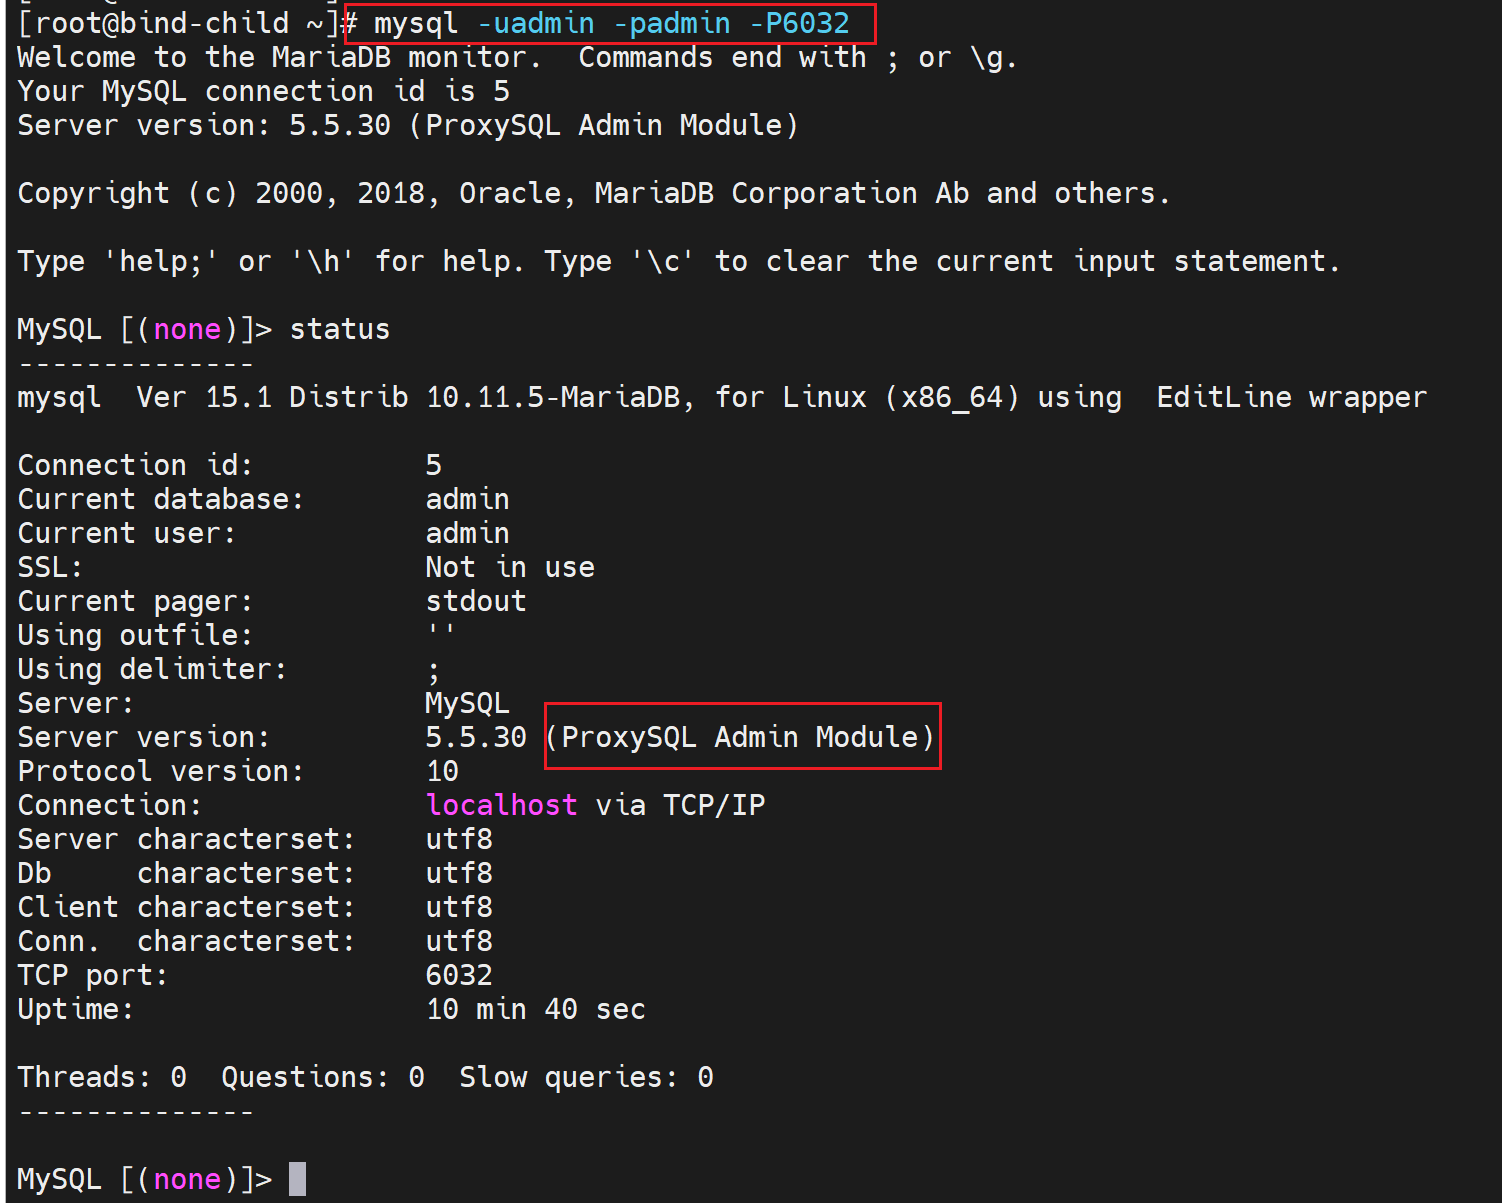 [root@bind-child ~]# mysql -uadmin -padmin -P6032
Welcome to the MariaDB monitor.  Commands end with ; or \g.
Your MySQL connection id is 5
Server version: 5.5.30 (ProxySQL Admin Module)
Copyright (c) 2000, 2018, Oracle, MariaDB Corporation Ab and others.
Type 'help;' or '\h' for help. Type '\c' to clear the current input statement.
MySQL [(none)]> status
--------------
mysql  Ver 15.1 Distrib 10.11.5-MariaDB, for Linux (x86_64) using  EditLine wrapper
Connection id:          5
Current database:       admin
Current user:           admin
SSL:                    Not in use
Current pager:          stdout
Using outfile:          ''
Using delimiter:        ;
Server:                 MySQL
Server version:         5.5.30 (ProxySQL Admin Module)
Protocol version:       10
Connection:             localhost via TCP/IP
Server characterset:    utf8
Db     characterset:    utf8
Client characterset:    utf8
Conn.  characterset:    utf8
TCP port:               6032
Uptime:                 10 min 40 sec
Threads: 0  Questions: 0  Slow queries: 0
--------------
MySQL [(none)]>